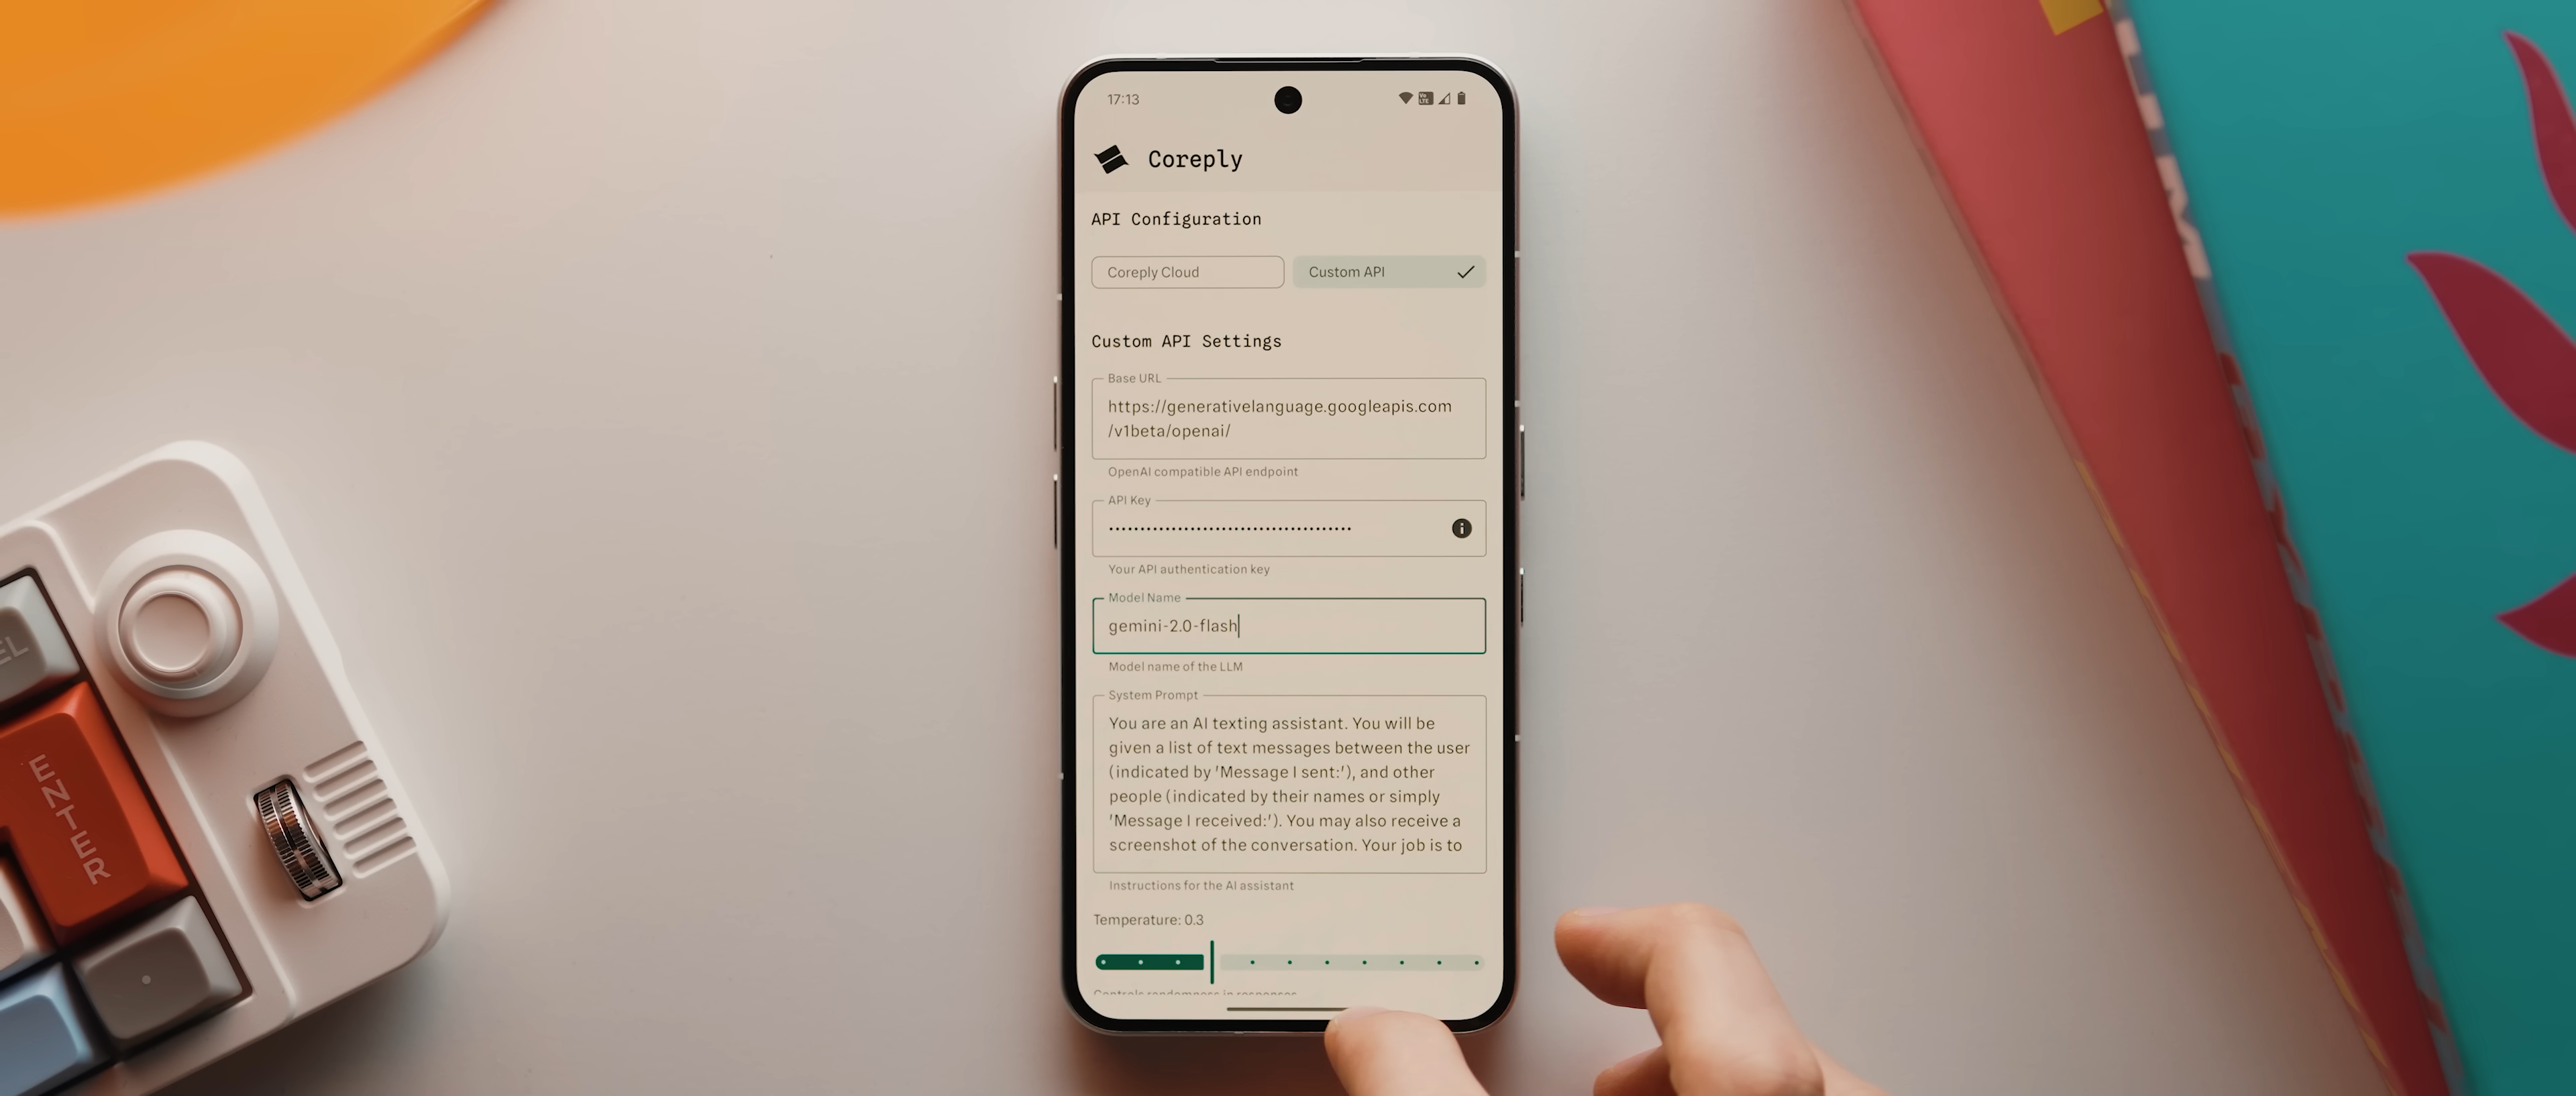 17:13
Coreply
API Configuration
Coreply Cloud
Custom API
Custom API Settings
Base URL
https://generativelanguage.googleapis.com
/v1beta/openai/
OpenAI compatible API endpoint
API Key
Your API authentication key
Model Name
gemini-2.0-flash
Model name of the LLM
System Prompt
You are an AI texting assistant. You will be
given a list of text messages between the user
(indicated by 'Message I sent:'), and other
people (indicated by their names or simply
'Message I received:'). You may also receive a
screenshot of the conversation. Your job is to
Instructions for the AI assistant
Temperature: 0.3
Controls randomness in responses
ENTER